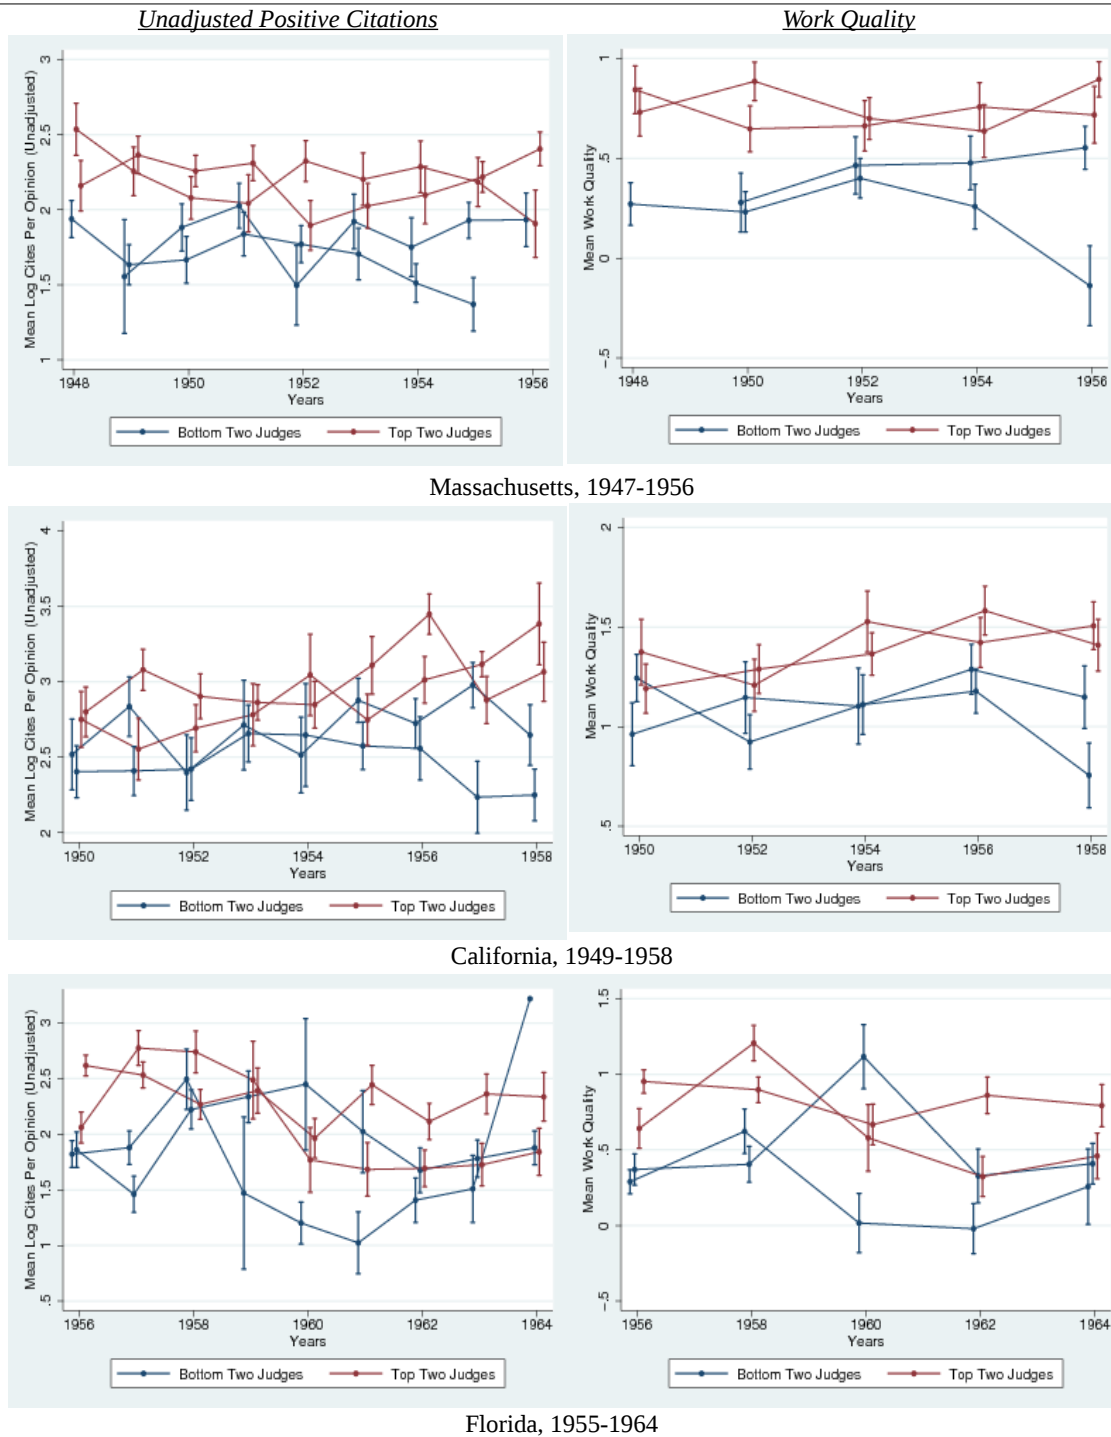 Unadjusted Positive Citations
Work Quality
Mean Log Cites Per Opinion (Unadjusted)
3
2.5
2
1.5
1
1948
1950
1952
1954
1956
Years
Bottom Two Judges
Top Two Judges
Mean Work Quality
1
.5
0
-.5
1948
1950
1952
1954
1956
Years
Bottom Two Judges
Top Two Judges
Massachusetts, 1947-1956
Mean Log Cites Per Opinion (Unadjusted)
4
3.5
3
2.5
2
1950
1952
1954
1956
1958
Years
Bottom Two Judges
Top Two Judges
Mean Work Quality
2
1.5
1
.5
1950
1952
1954
1956
1958
Years
Bottom Two Judges
Top Two Judges
California, 1949-1958
Mean Log Cites Per Opinion (Unadjusted)
3
2.5
2
1.5
1
.5
1956
1958
1960
1962
1964
Years
Bottom Two Judges
Top Two Judges
Mean Work Quality
1.5
1
.5
0
-.5
1956
1958
1960
1962
1964
Years
Bottom Two Judges
Top Two Judges
Florida, 1955-1964